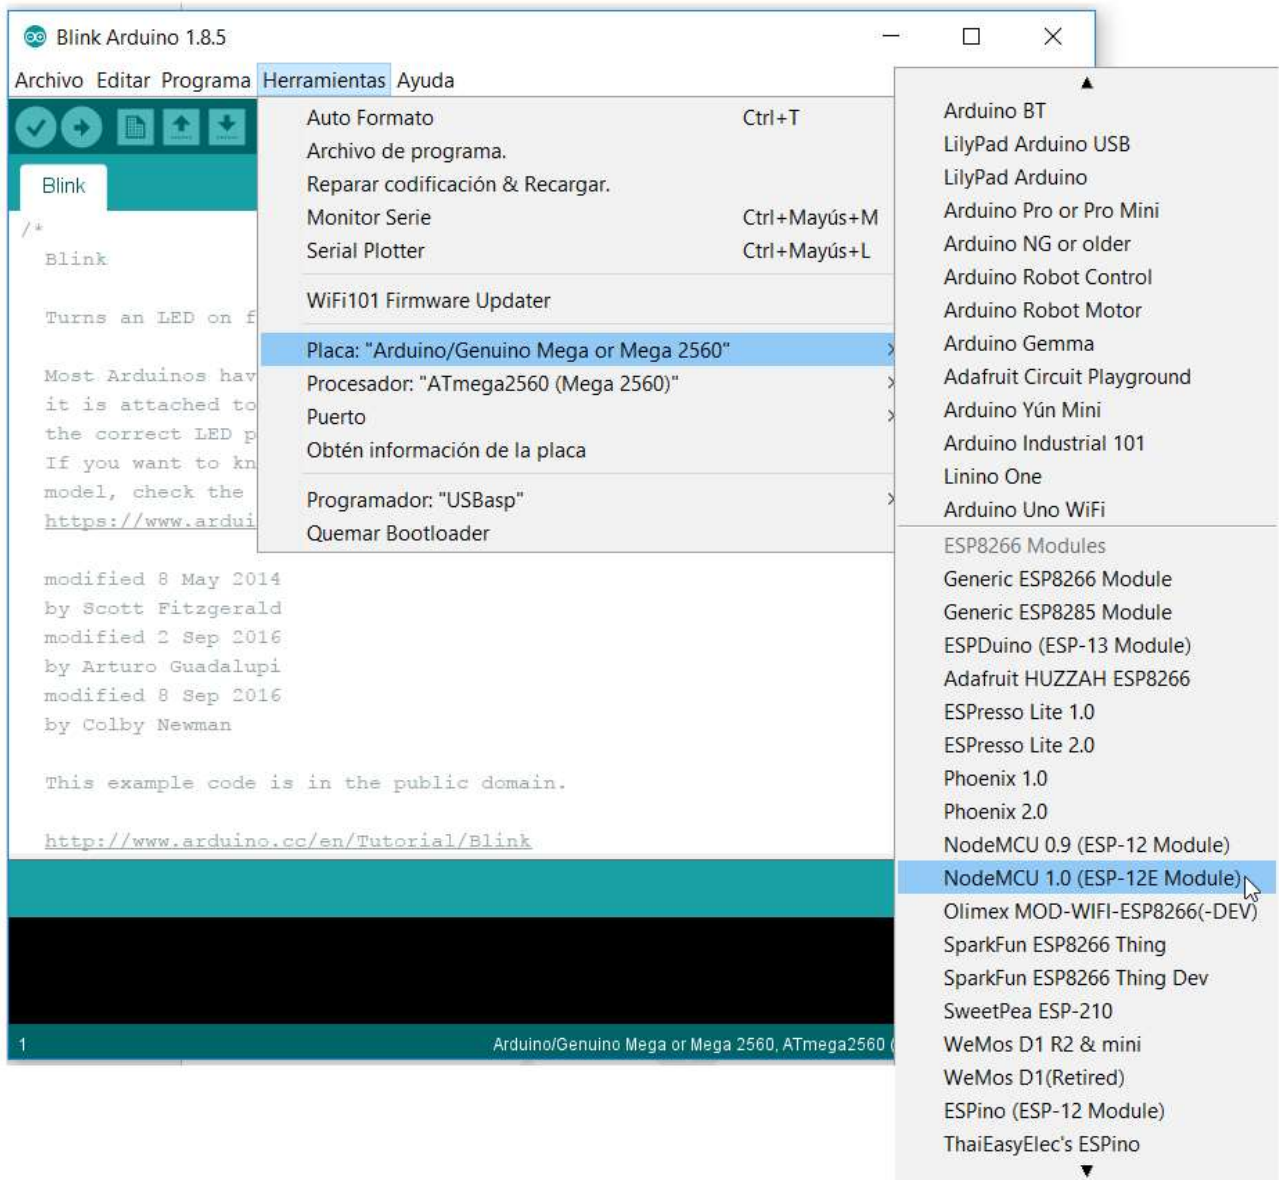 Blink Arduino 1.8.5
Archivo Editar Programa Herramientas Ayuda
Blink
/*
Blink
Turns an LED on f
Most Arduinos hav
it is attached to
the correct LED p
If you want to kn
model, check the
https://www.ardui
modified 8 May 2014
by Scott Fitzgerald
modified 2 Sep 2016
by Arturo Guadalupi
modified 8 Sep 2016
by Colby Newman
This example code is in the public domain.
http://www.arduino.cc/en/Tutorial/Blink
1
Arduino/Genuino Mega or Mega 2560, ATmega2560 (
Auto Formato Ctrl+T
Archivo de programa.
Reparar codificación & Recargar.
Monitor Serie Ctrl+Mayús+M
Serial Plotter Ctrl+Mayús+L
WiFi101 Firmware Updater
Placa: "Arduino/Genuino Mega or Mega 2560"
Procesador: "ATmega2560 (Mega 2560)"
Puerto
Obtén información de la placa
Programador: "USBasp"
Quemar Bootloader
Arduino BT
LilyPad Arduino USB
LilyPad Arduino
Arduino Pro or Pro Mini
Arduino NG or older
Arduino Robot Control
Arduino Robot Motor
Arduino Gemma
Adafruit Circuit Playground
Arduino Yún Mini
Arduino Industrial 101
Linino One
Arduino Uno WiFi
ESP8266 Modules
Generic ESP8266 Module
Generic ESP8285 Module
ESPDuino (ESP-13 Module)
Adafruit HUZZAH ESP8266
ESPresso Lite 1.0
ESPresso Lite 2.0
Phoenix 1.0
Phoenix 2.0
NodeMCU 0.9 (ESP-12 Module)
NodeMCU 1.0 (ESP-12E Module)
Olimex MOD-WIFI-ESP8266(-DEV)
SparkFun ESP8266 Thing
SparkFun ESP8266 Thing Dev
SweetPea ESP-210
WeMos D1 R2 & mini
WeMos D1(Retired)
ESPino (ESP-12 Module)
ThaiEasyElec's ESPino